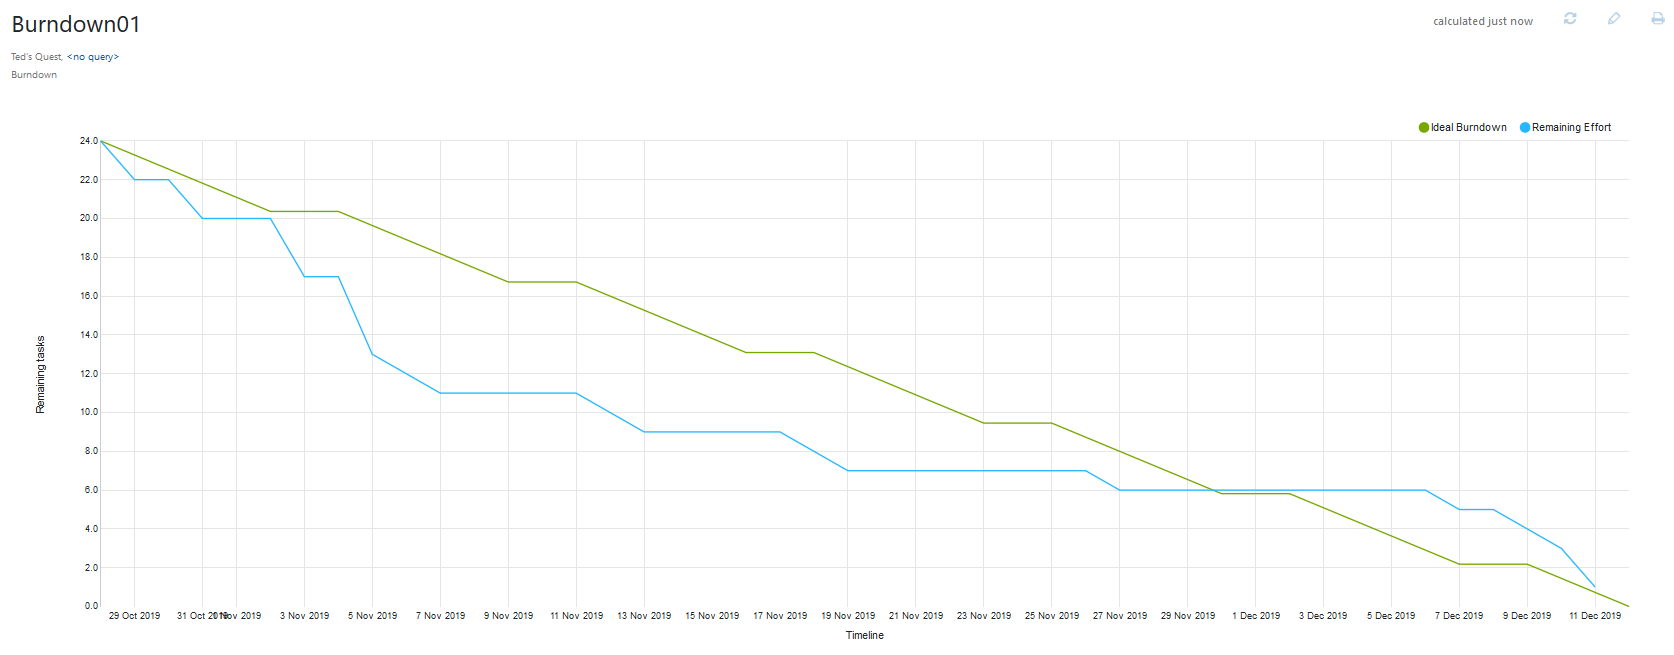 Burndown01
calculated just now
Ted's Quest, <no query>
Burndown
Ideal Burndown
Remaining Effort
24.0
22.0
20.0
18.0
16.0
14.0
12.0
10.0
8.0
6.0
4.0
2.0
0.0
Remaining tasks
29 Oct 2019 31 Oct 2019 1 Nov 2019 3 Nov 2019 5 Nov 2019 7 Nov 2019 9 Nov 2019 11 Nov 2019 13 Nov 2019 15 Nov 2019 17 Nov 2019 19 Nov 2019 21 Nov 2019 23 Nov 2019 25 Nov 2019 27 Nov 2019 29 Nov 2019 1 Dec 2019 3 Dec 2019 5 Dec 2019 7 Dec 2019 9 Dec 2019 11 Dec 2019
Timeline